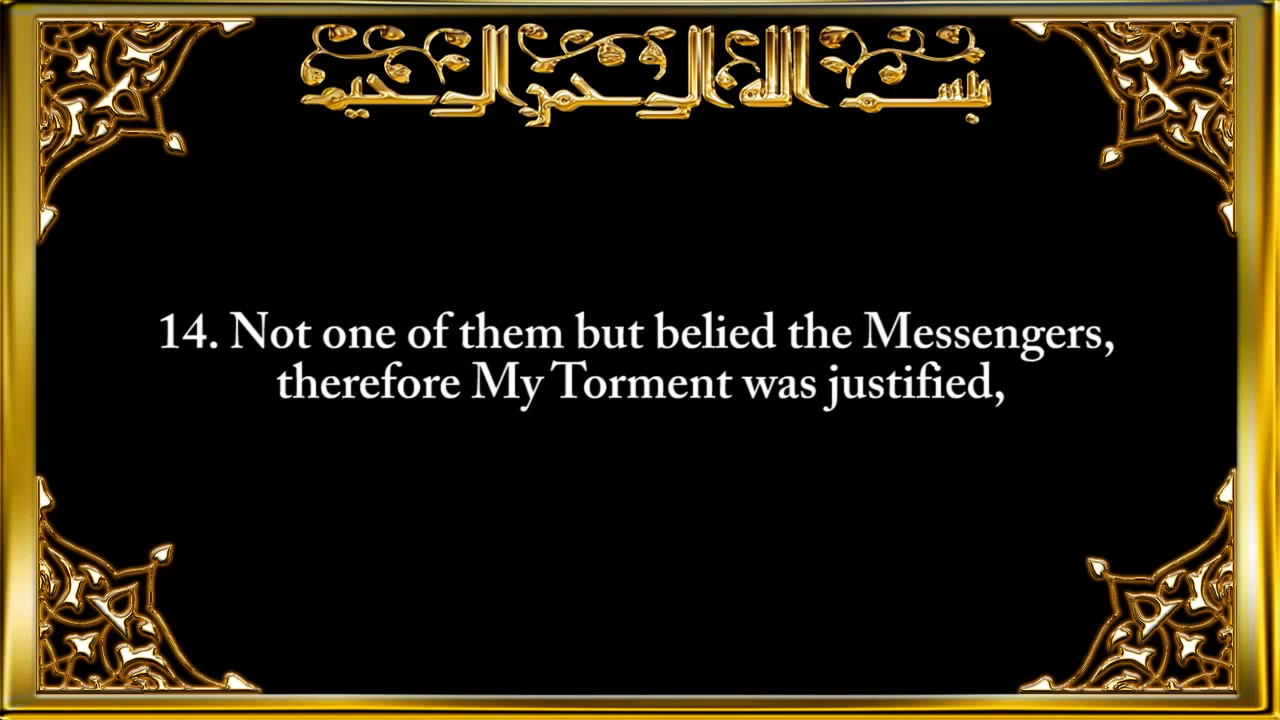 بسم الله الرحمن الرحيم
14. Not one of them but belied the Messengers,
therefore My Torment was justified,